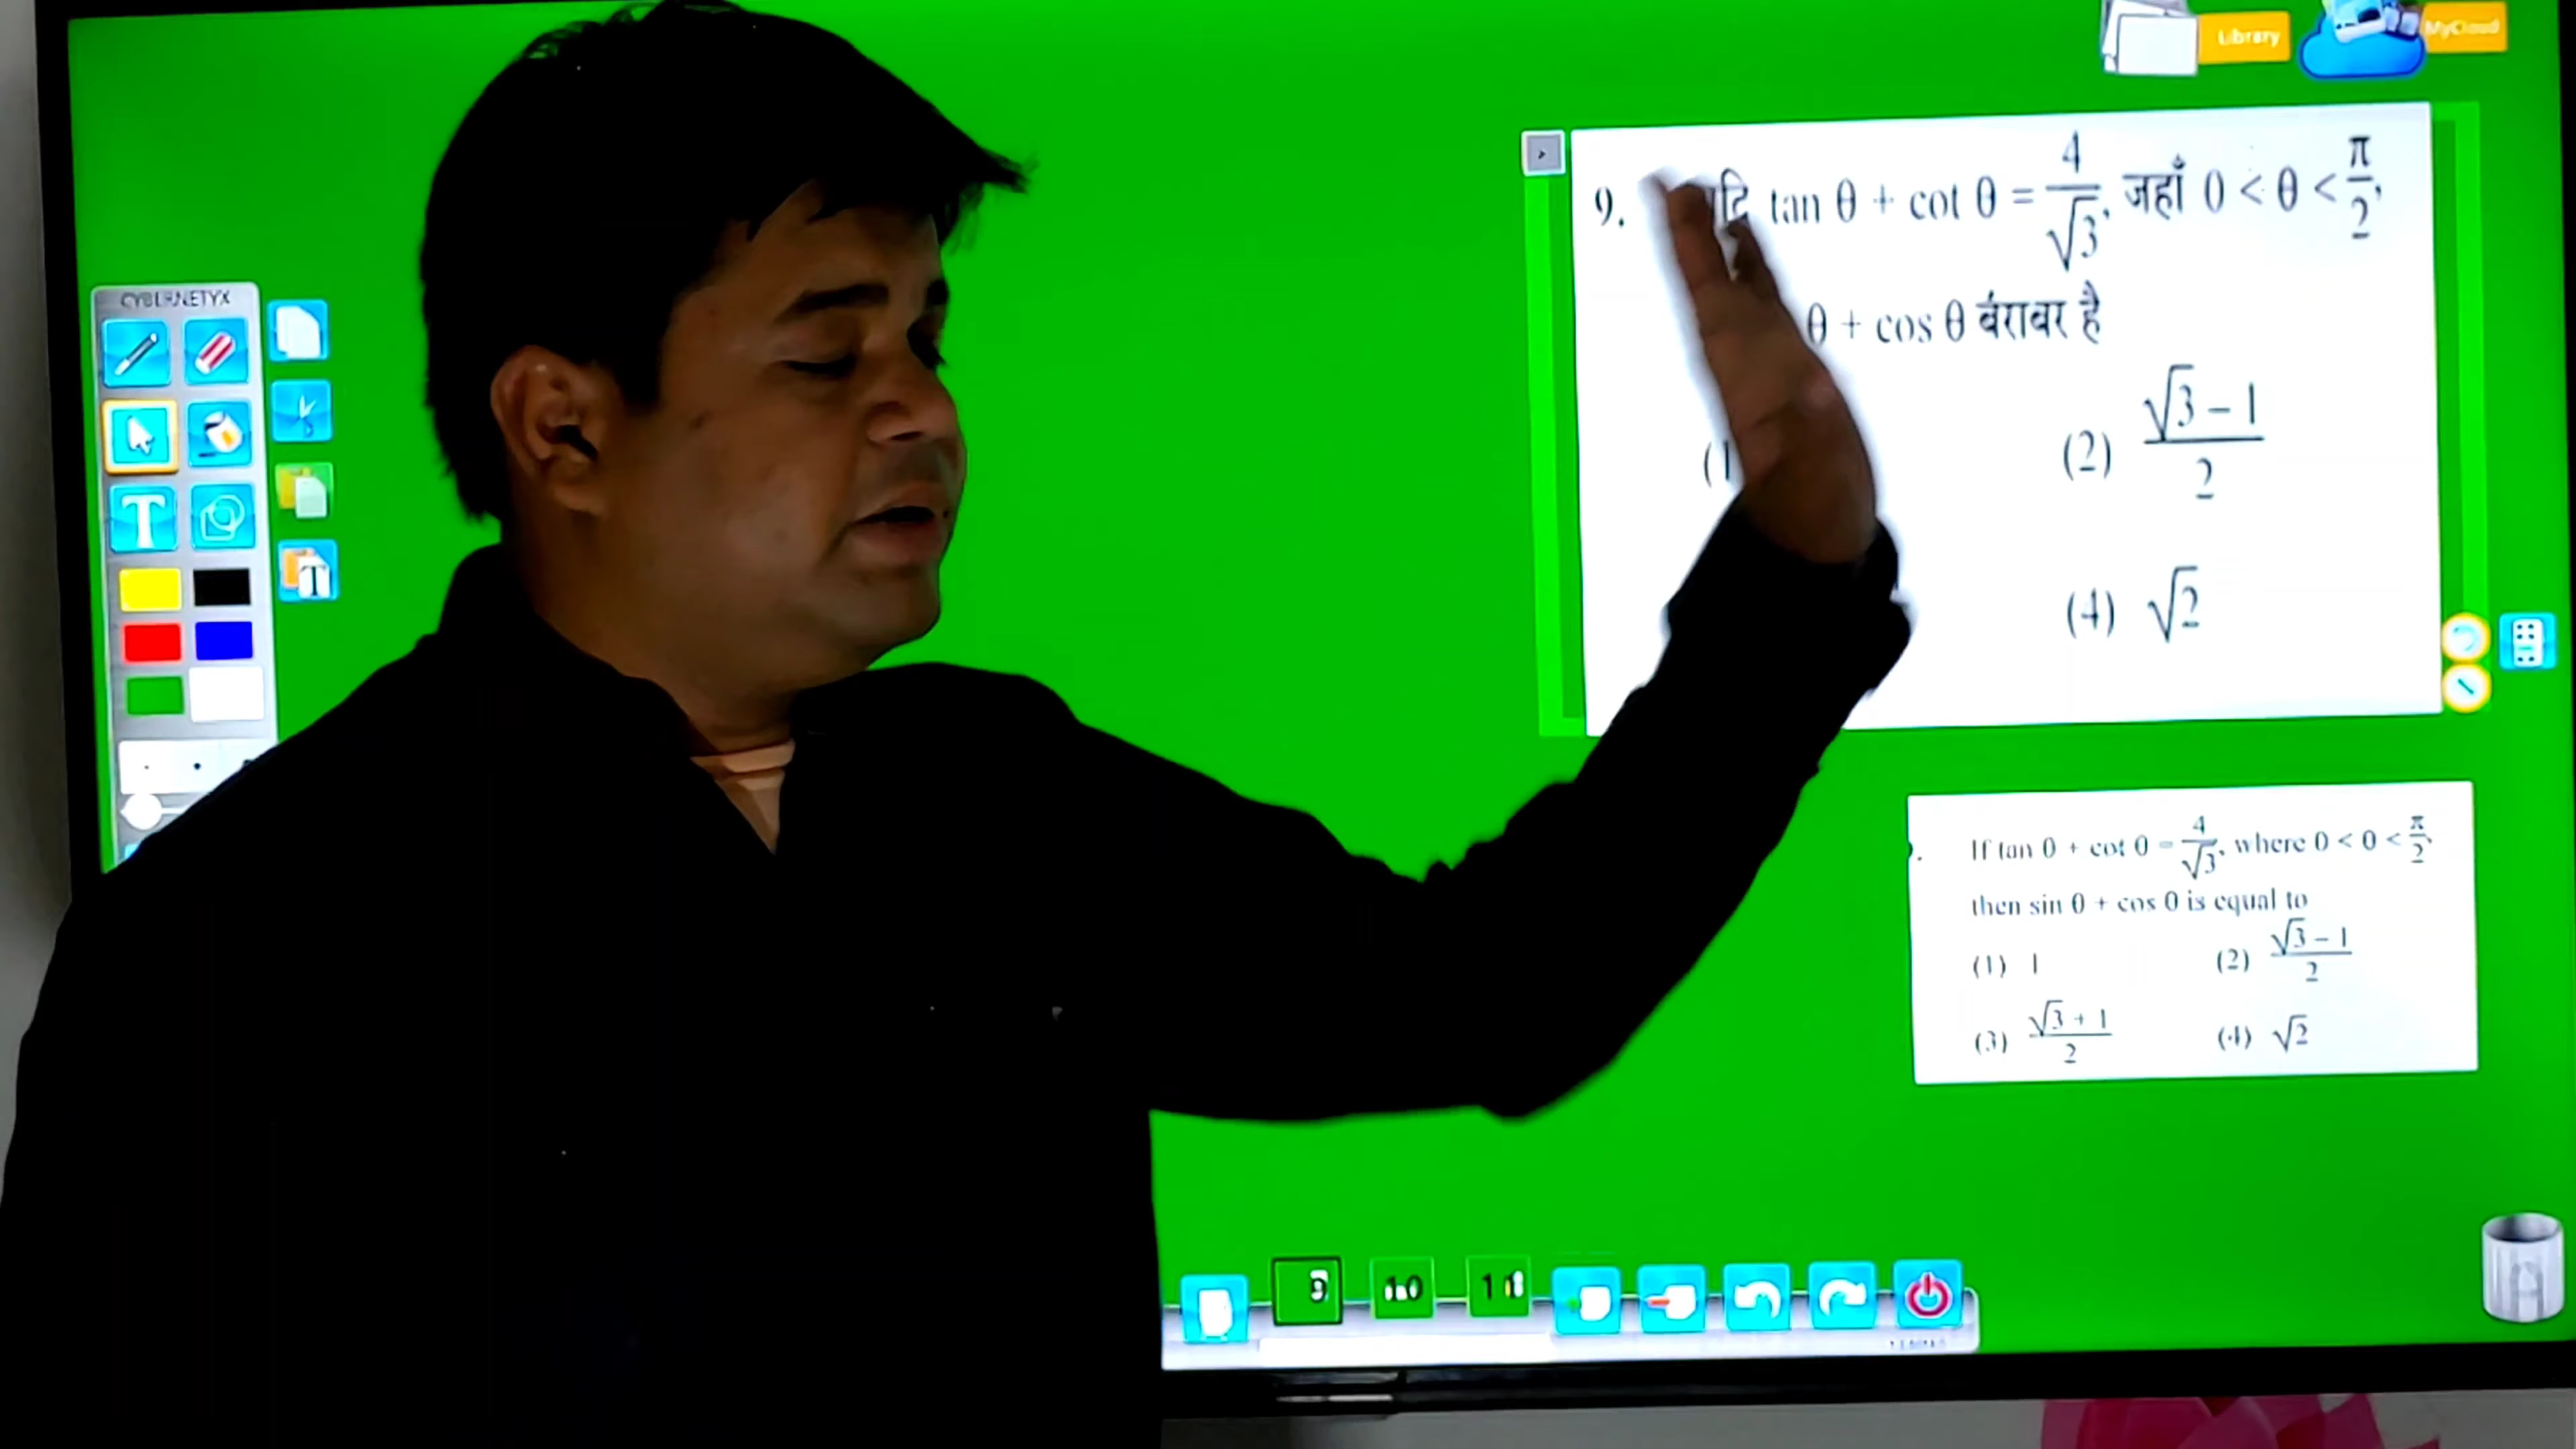 Library
MyCloud
CYBERNETYX
9. tan θ + cot θ = 4/√3, जहाँ 0 < θ < π/2,
θ + cos θ बराबर है
(1 (2) √3 – 1/2
(4) √2
T
T
. If tan θ + cot θ = 4/√3, where 0 < θ < π/2,
then sin θ + cos θ is equal to
(1) 1 (2) √3 – 1/2
(3) √3 + 1/2 (4) √2
9 10